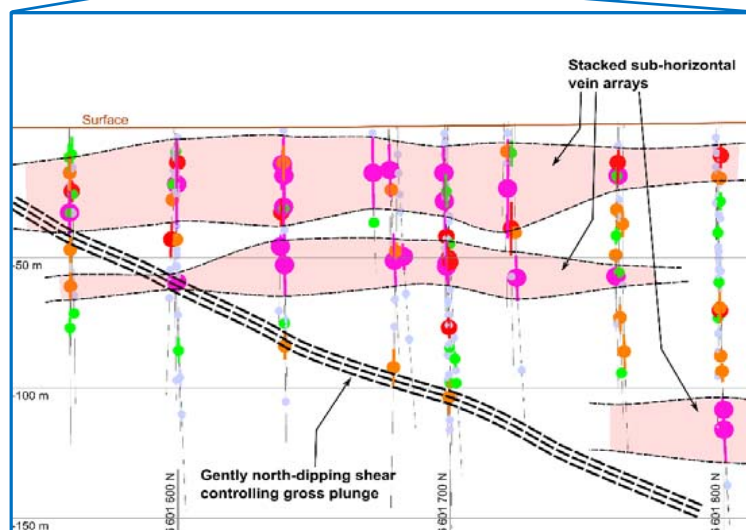 Stacked sub-horizontal
vein arrays
Surface
-50 m
-100 m
Gently north-dipping shear
controlling gross plunge
-150 m
601 600 N
601 700 N
601 800 N